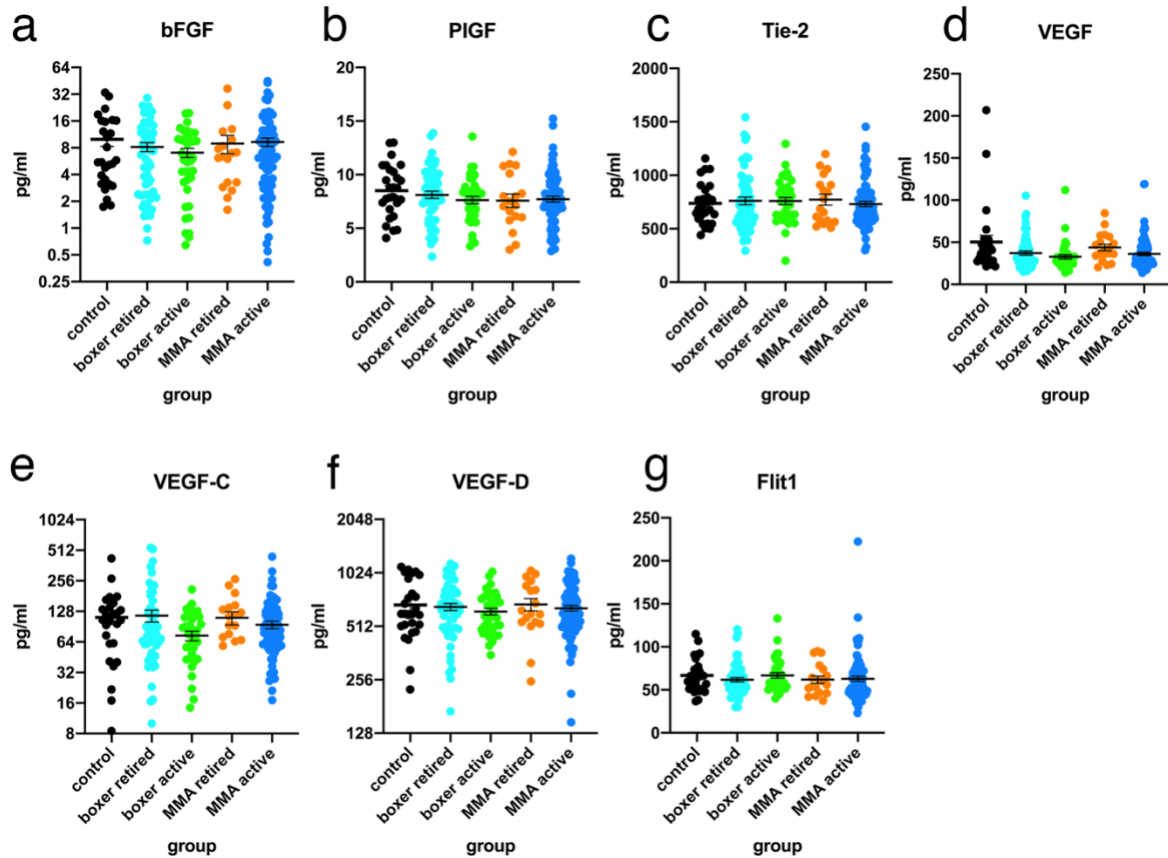 a
bFGF
pg/ml
64
32
16
8
4
2
1
0.5
0.25
control
boxer retired
boxer active
MMA retired
MMA active
group
b
PlGF
pg/ml
20
15
10
5
0
control
boxer retired
boxer active
MMA retired
MMA active
group
c
Tie-2
pg/ml
2000
1500
1000
500
0
control
boxer retired
boxer active
MMA retired
MMA active
group
d
VEGF
pg/ml
250
200
150
100
50
0
control
boxer retired
boxer active
MMA retired
MMA active
group
e
VEGF-C
pg/ml
1024
512
256
128
64
32
16
8
control
boxer retired
boxer active
MMA retired
MMA active
group
f
VEGF-D
pg/ml
2048
1024
512
256
128
control
boxer retired
boxer active
MMA retired
MMA active
group
g
Flit1
pg/ml
250
200
150
100
50
0
control
boxer retired
boxer active
MMA retired
MMA active
group